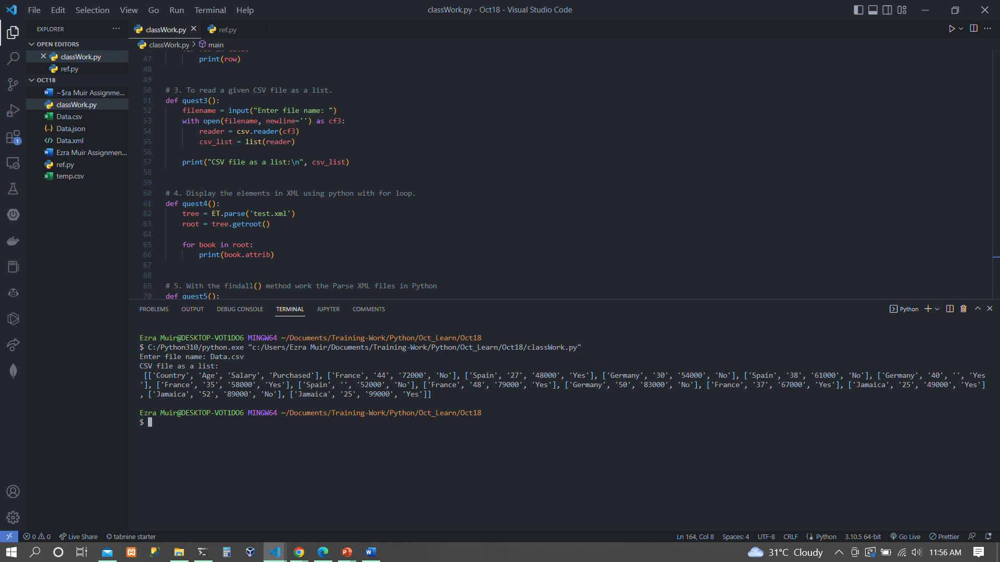 File Edit Selection View Go Run Terminal Help
classWork.py - Oct18 - Visual Studio Code
EXPLORER
classWork.py
ref.py
OPEN EDITORS
classWork.py
ref.py
OCT18
~$ra Muir Assignme...
classWork.py
Data.csv
Data.json
Data.xml
Ezra Muir Assignmen...
ref.py
temp.csv
1
classWork.py > main
47 print(row)
48
49
50 # 3. To read a given CSV file as a list.
51 def quest3():
52 filename = input("Enter file name: ")
53 with open(filename, newline='') as cf3:
54 reader = csv.reader(cf3)
55 csv_list = list(reader)
56
57 print("CSV file as a list:\n", csv_list)
58
59
60 # 4. Display the elements in XML using python with for loop.
61 def quest4():
62 tree = ET.parse('test.xml')
63 root = tree.getroot()
64
65 for book in root:
66 print(book.attrib)
67
68
69 # 5. With the findall() method work the Parse XML files in Python
70 def quest5():
PROBLEMS OUTPUT DEBUG CONSOLE TERMINAL JUPYTER COMMENTS
Python
Ezra Muir@DESKTOP-VOT1DO6 MINGW64 ~/Documents/Training-Work/Python/Oct_Learn/Oct18
$ C:/Python310/python.exe "c:/Users/Ezra Muir/Documents/Training-Work/Python/Oct_Learn/Oct18/classWork.py"
Enter file name: Data.csv
CSV file as a list:
[['Country', 'Age', 'Salary', 'Purchased'], ['France', '44', '72000', 'No'], ['Spain', '27', '48000', 'Yes'], ['Germany', '30', '54000', 'No'], ['Spain', '38', '61000', 'No'], ['Germany', '40', '', 'Yes
'], ['France', '35', '58000', 'Yes'], ['Spain', '', '52000', 'No'], ['France', '48', '79000', 'Yes'], ['Germany', '50', '83000', 'No'], ['France', '37', '67000', 'Yes'], ['Jamaica', '25', '49000', 'Yes']
, ['Jamaica', '52', '89000', 'No'], ['Jamaica', '25', '99000', 'Yes']]
Ezra Muir@DESKTOP-VOT1DO6 MINGW64 ~/Documents/Training-Work/Python/Oct_Learn/Oct18
$
0 0 Live Share tabnine starter
Ln 164, Col 8 Spaces: 4 UTF-8 CRLF Python 3.10.5 64-bit Go Live Prettier
31°C Cloudy 11:56 AM